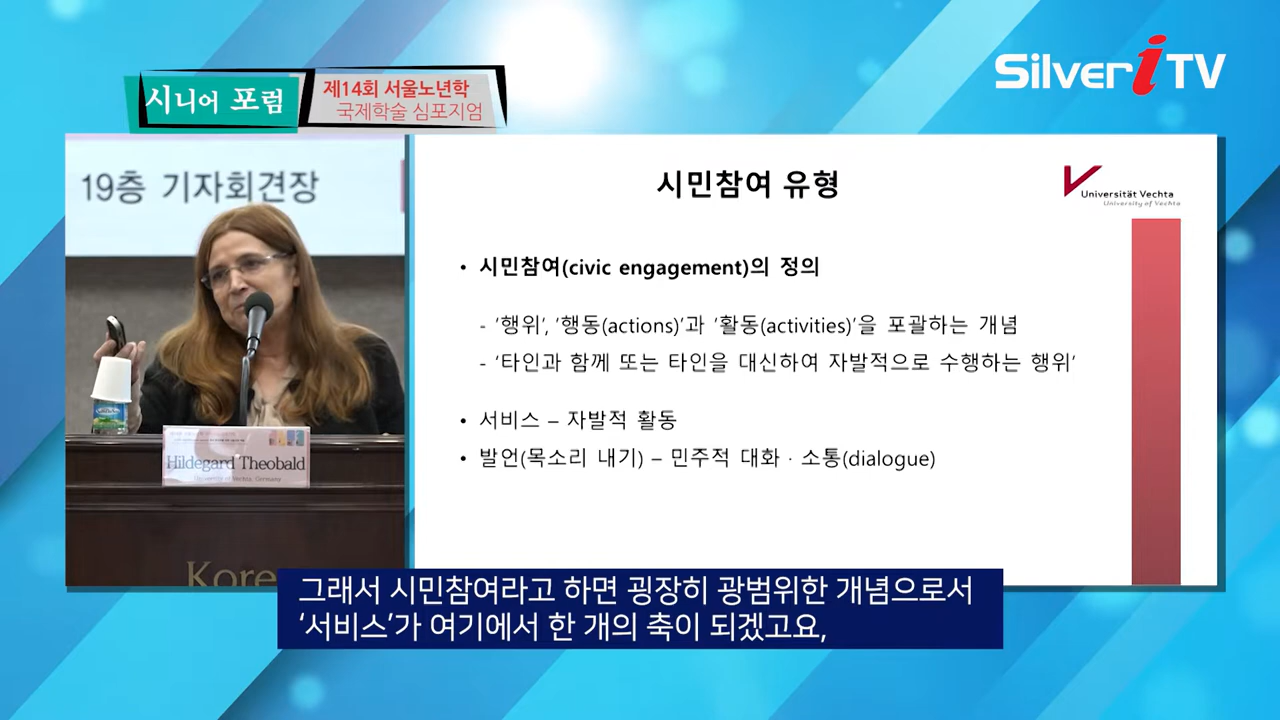 Silver i TV
시니어 포럼
제14회 서울노년학
국제학술 심포지엄
19층 기자회견장
Hildegard Theobald
University of Vechta, Germany
Kore
시민참여 유형
Universität Vechta
University of Vechta
• 시민참여(civic engagement)의 정의
- ‘행위’, ‘행동(actions)’과 ‘활동(activities)’을 포괄하는 개념
- ‘타인과 함께 또는 타인을 대신하여 자발적으로 수행하는 행위‘
• 서비스 – 자발적 활동
• 발언(목소리 내기) – 민주적 대화 · 소통(dialogue)
그래서 시민참여라고 하면 굉장히 광범위한 개념으로서
‘서비스’가 여기에서 한 개의 축이 되겠고요,